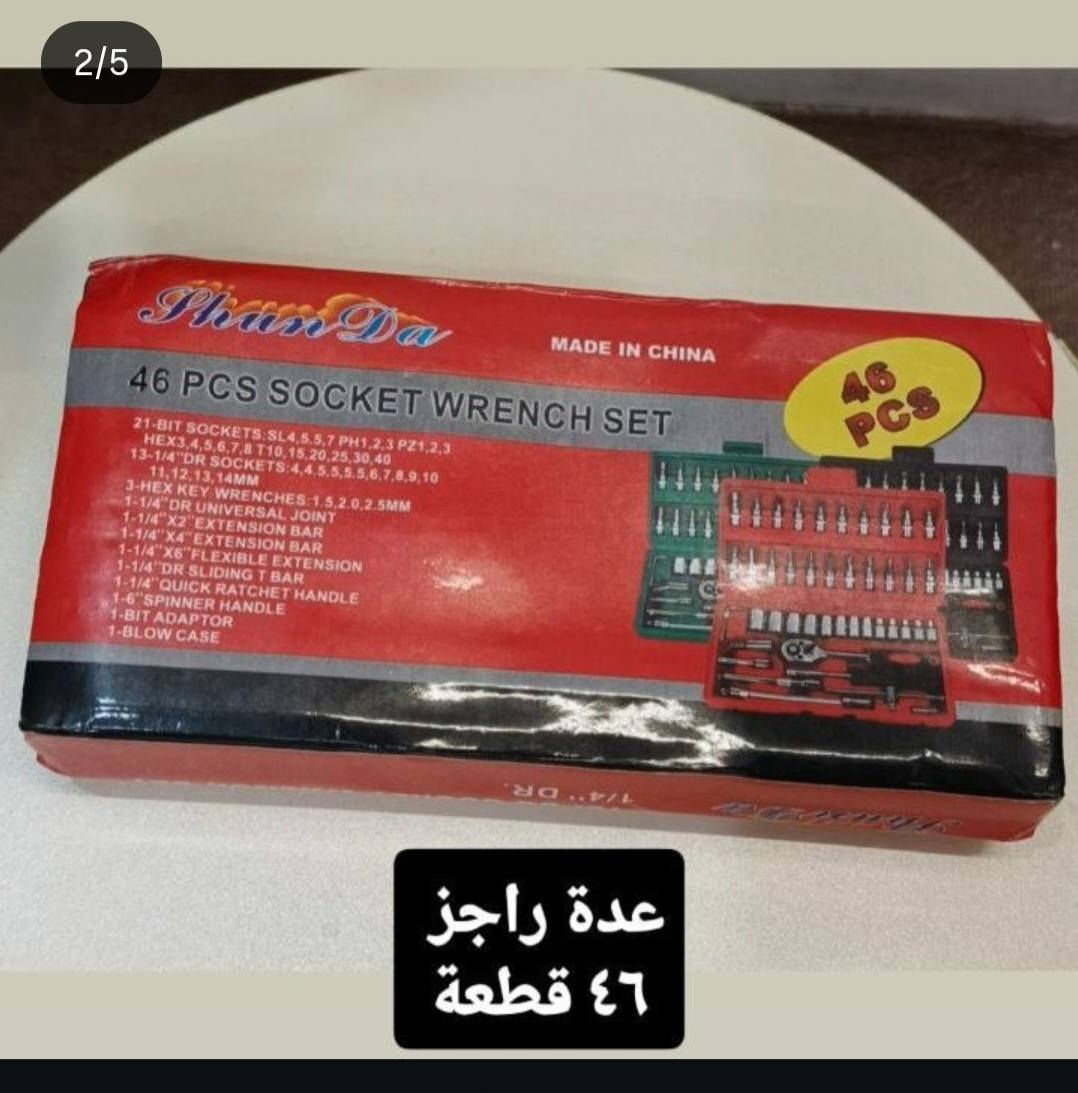 2/5
Shun Da
MADE IN CHINA
46
PCS
46 PCS SOCKET WRENCH SET
21-BIT SOCKETS:SL4,5.5,7 PH1,2,3 PZ1,2,3
HEX3,4,5,6,7,8 T10,15,20,25,30,40
13-1/4"DR SOCKETS:4,4.5,5,5.5,6,7,8,9,10
11,12,13,14MM
3-HEX KEY WRENCHES:1.5,2.0,2.5MM
1-1/4"DR UNIVERSAL JOINT
1-1/4"X2"EXTENSION BAR
1-1/4"X4"EXTENSION BAR
1-1/4"X6"FLEXIBLE EXTENSION
1-1/4"DR SLIDING T BAR
1-1/4"QUICK RATCHET HANDLE
1-6"SPINNER HANDLE
1-BIT ADAPTOR
1-BLOW CASE
1/4" DR.
عدة راجز
٤٦ قطعة